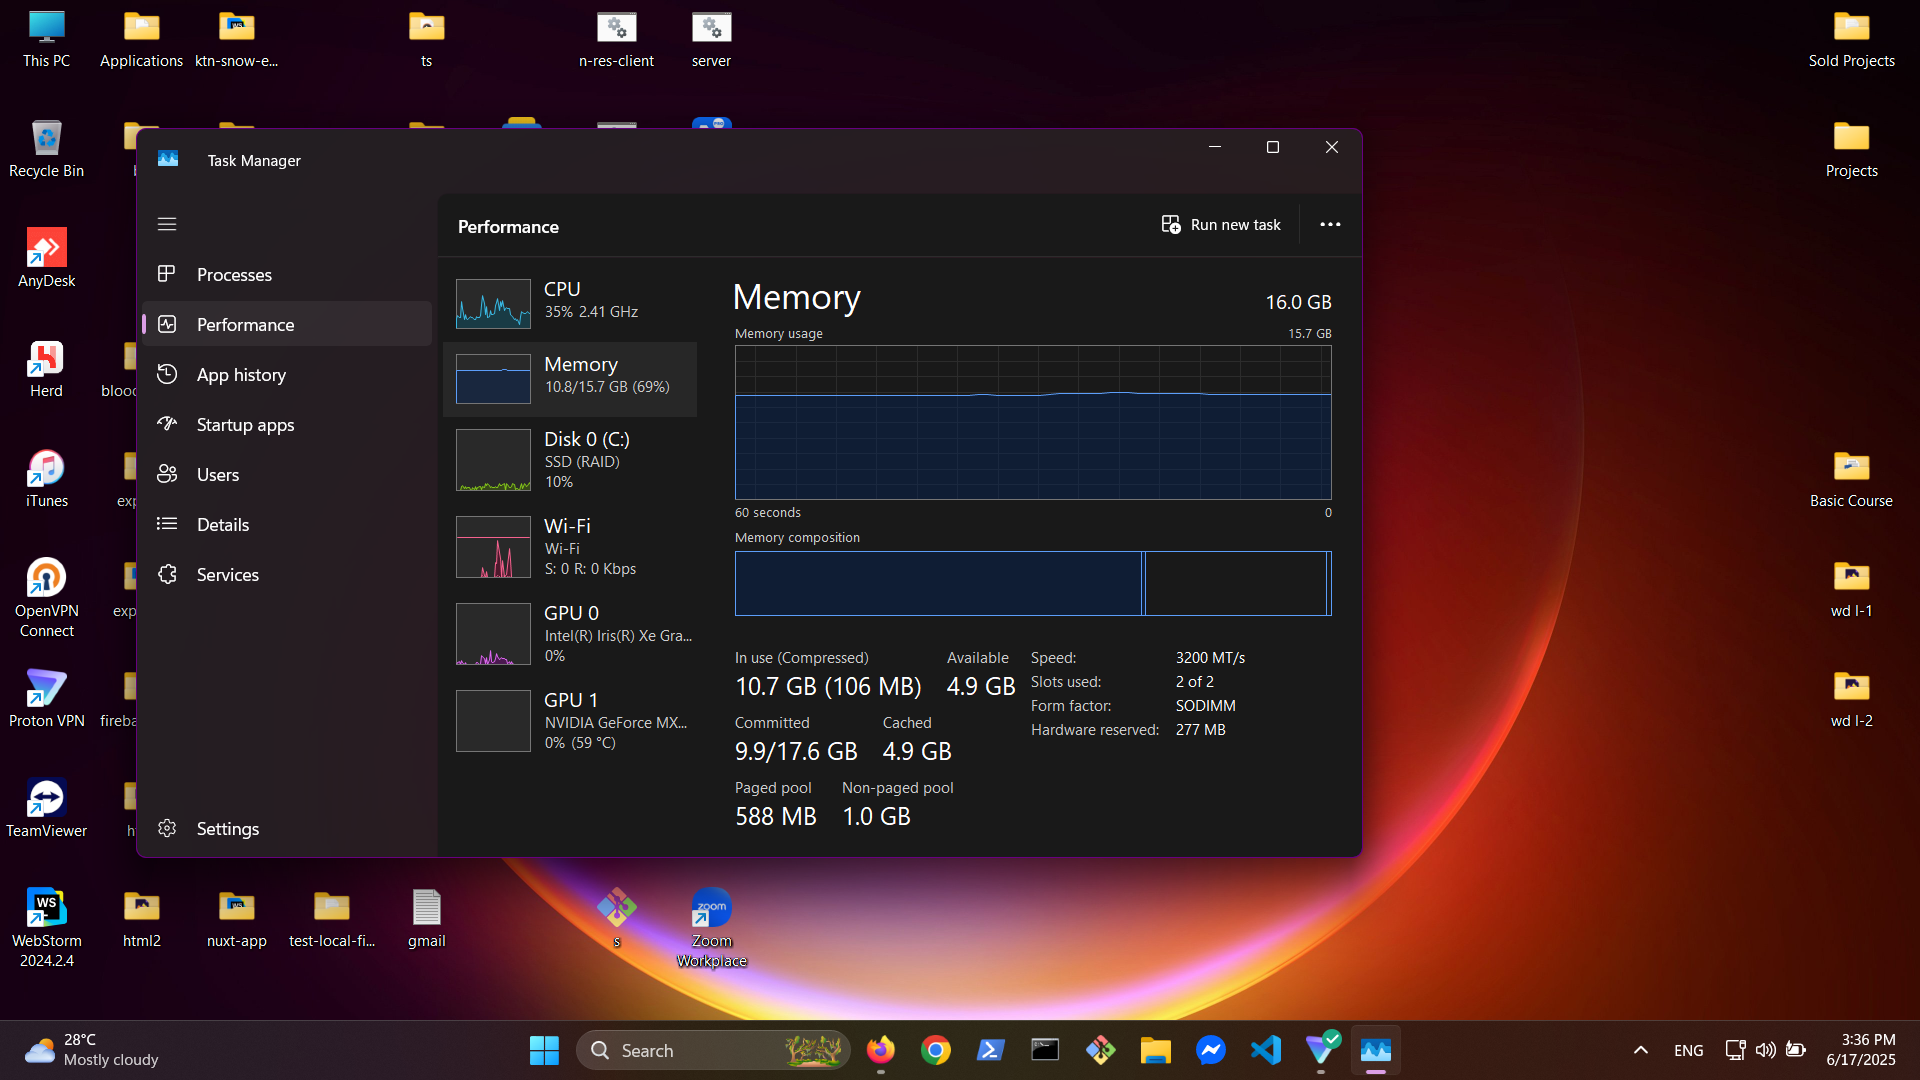 This PC
Applications
ktn-snow-e...
ts
n-res-client
server
Sold Projects
Recycle Bin
Projects
AnyDesk
Herd
bloo
iTunes
exp
Basic Course
OpenVPN
Connect
exp
wd l-1
Proton VPN
fireba
wd l-2
TeamViewer
WS
WebStorm
2024.2.4
html2
nuxt-app
test-local-fi...
gmail
s
zoom
Zoom
Workplace
Task Manager
Processes
Performance
App history
Startup apps
Users
Details
Services
Settings
Performance
Run new task
CPU
35% 2.41 GHz
Memory
10.8/15.7 GB (69%)
Disk 0 (C:)
SSD (RAID)
10%
Wi-Fi
Wi-Fi
S: 0 R: 0 Kbps
GPU 0
Intel(R) Iris(R) Xe Gra...
0%
GPU 1
NVIDIA GeForce MX...
0% (59 °C)
Memory
16.0 GB
Memory usage
15.7 GB
60 seconds
0
Memory composition
In use (Compressed)
10.7 GB (106 MB)
Available
4.9 GB
Committed
9.9/17.6 GB
Cached
4.9 GB
Paged pool
588 MB
Non-paged pool
1.0 GB
Speed: 3200 MT/s
Slots used: 2 of 2
Form factor: SODIMM
Hardware reserved: 277 MB
28°C
Mostly cloudy
Search
ENG
3:36 PM
6/17/2025